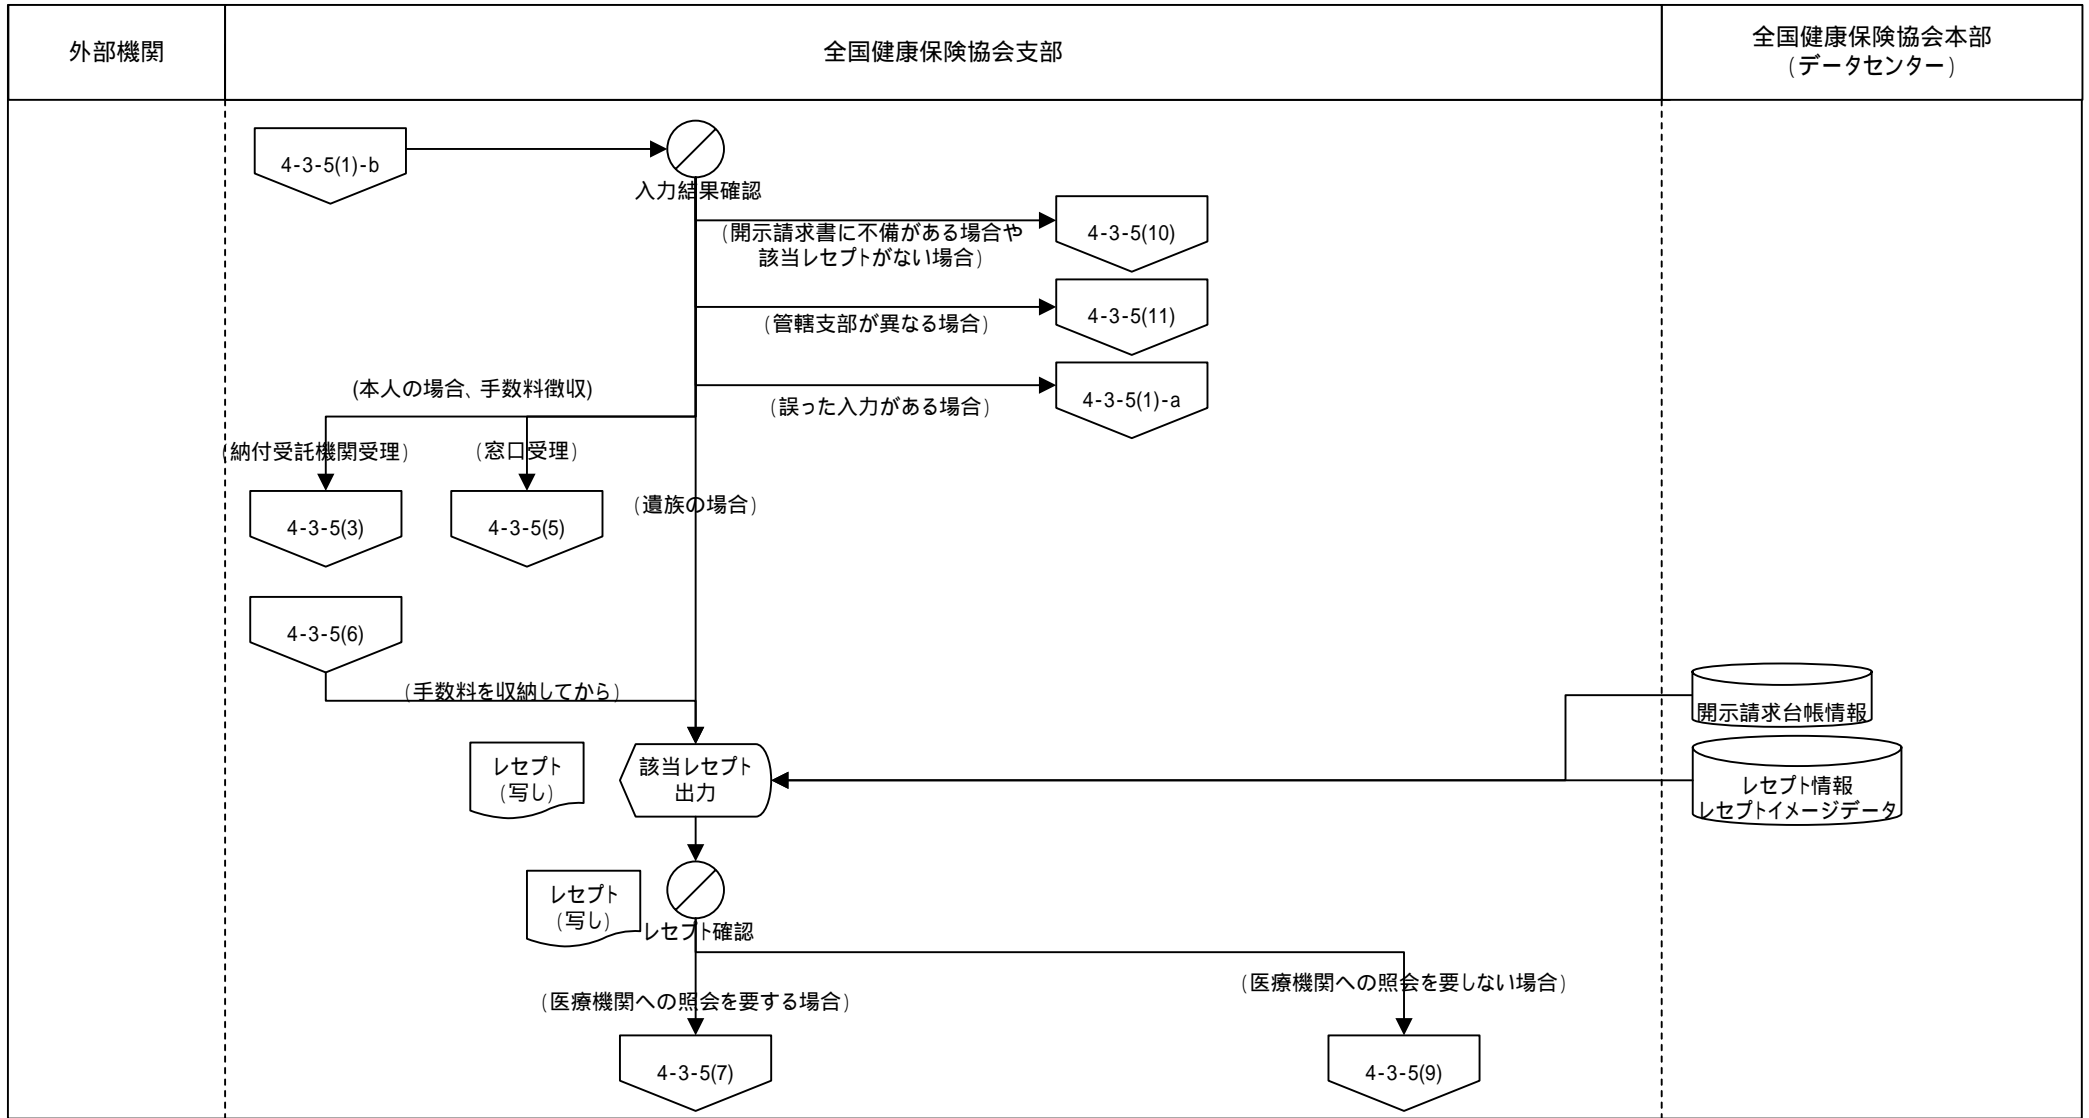 外部機関
全国健康保険協会支部
全国健康保険協会本部
(データセンター)
4-3-5(1)-b
入力結果確認
(開示請求書に不備がある場合や
該当レセプトがない場合)
4-3-5(10)
(管轄支部が異なる場合)
4-3-5(11)
(本人の場合、手数料徴収)
(誤った入力がある場合)
4-3-5(1)-a
(納付受託機関受理)
(窓口受理)
4-3-5(3)
4-3-5(5)
(遺族の場合)
4-3-5(6)
(手数料を収納してから)
開示請求台帳情報
レセプト
(写し)
該当レセプト
出力
レセプト情報
レセプトイメージデータ
レセプト
(写し)
レセプト確認
(医療機関への照会を要する場合)
(医療機関への照会を要しない場合)
4-3-5(7)
4-3-5(9)